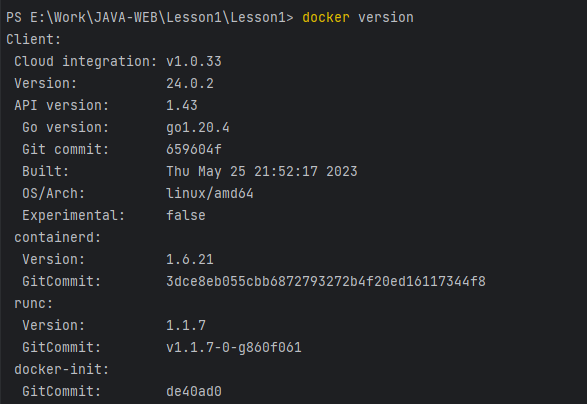 PS E:\Work\JAVA-WEB\Lesson1\Lesson1> docker version
Client:
 Cloud integration: v1.0.33
 Version:           24.0.2
 API version:       1.43
  Go version:       go1.20.4
  Git commit:       659604f
  Built:            Thu May 25 21:52:17 2023
  OS/Arch:          linux/amd64
  Experimental:     false
 containerd:
  Version:          1.6.21
  GitCommit:        3dce8eb055cbb6872793272b4f20ed16117344f8
 runc:
  Version:          1.1.7
  GitCommit:        v1.1.7-0-g860f061
 docker-init:
  GitCommit:        de40ad0